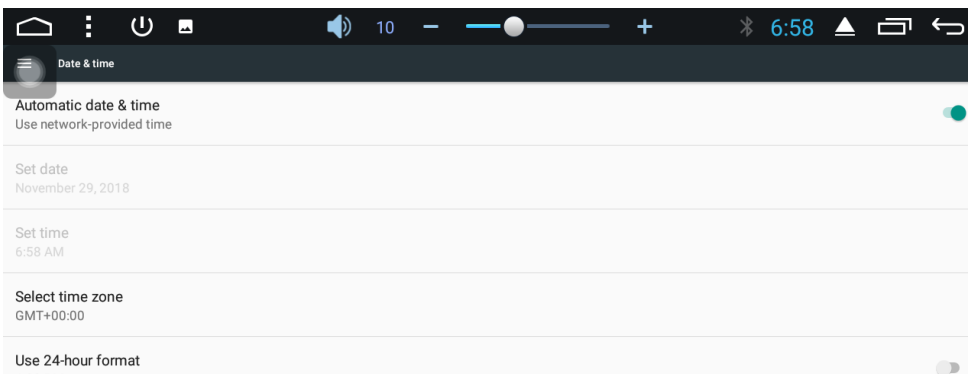 10
6:58
Date & time
Automatic date & time
Use network-provided time
Set date
November 29, 2018
Set time
6:58 AM
Select time zone
GMT+00:00
Use 24-hour format